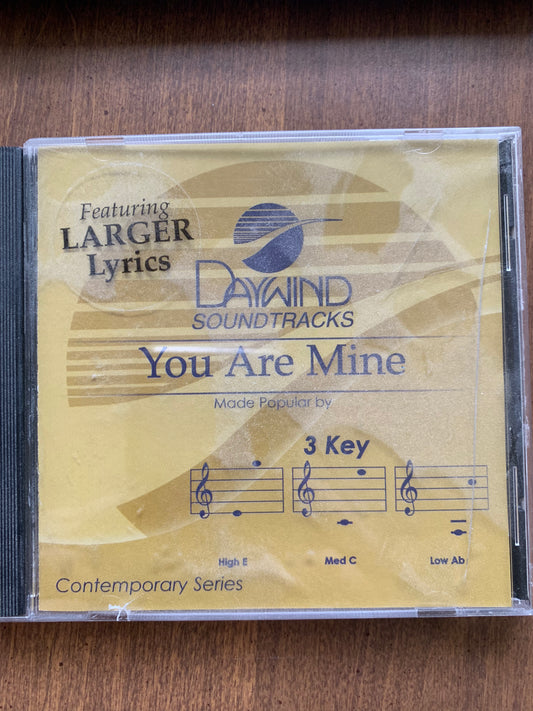 Featuring
LARGER
Lyrics
DAYWIND
SOUNDTRACKS
You Are Mine
Made Popular by
3 Key
High E Med C Low Ab
Contemporary Series